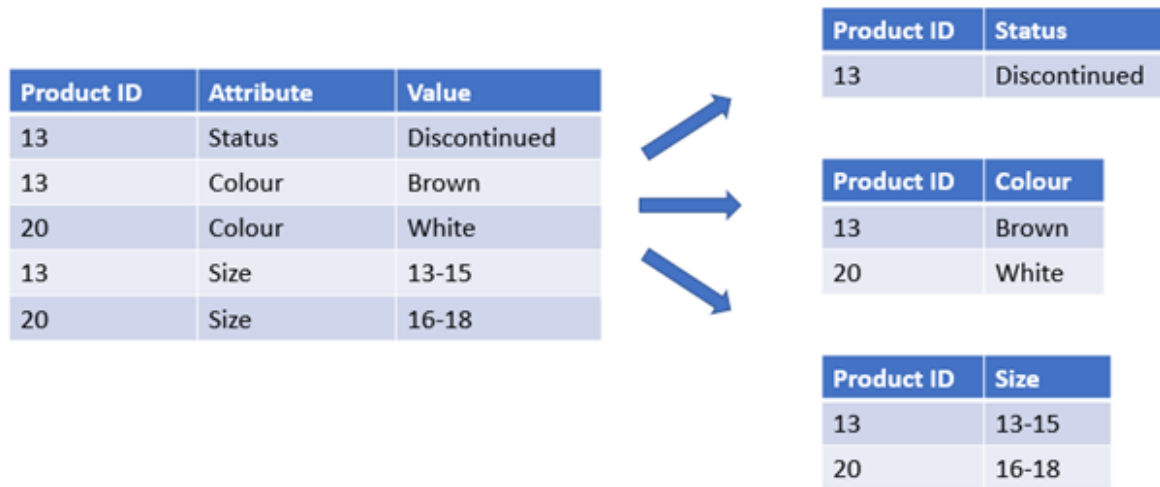 Product ID Attribute Value
13 Status Discontinued
13 Colour Brown
20 Colour White
13 Size 13-15
20 Size 16-18
Product ID Status
13 Discontinued
Product ID Colour
13 Brown
20 White
Product ID Size
13 13-15
20 16-18